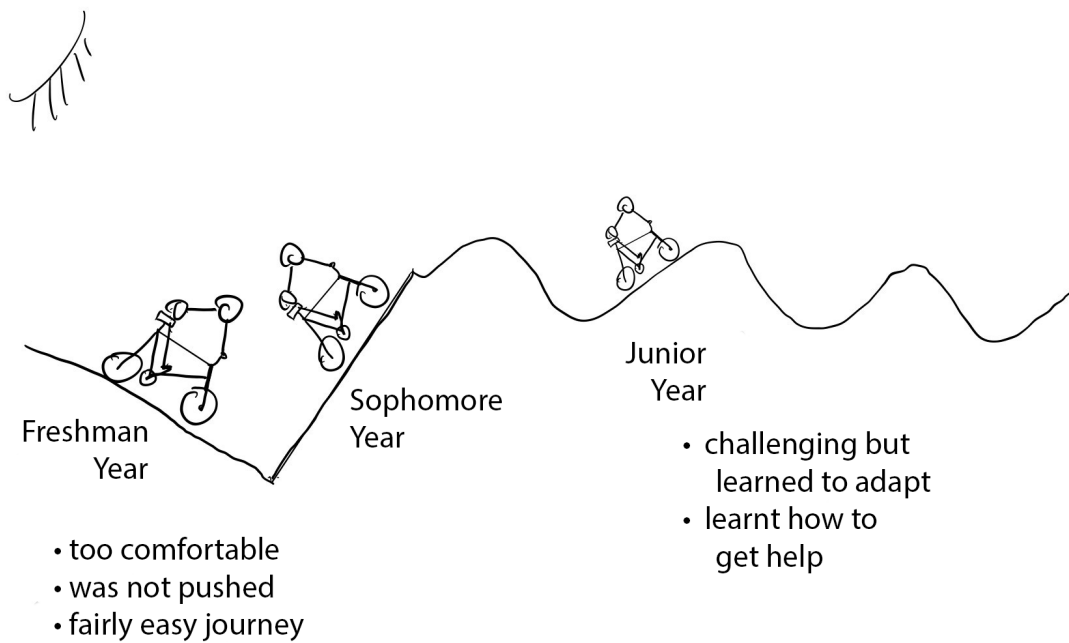 Freshman
Year
• too comfortable
• was not pushed
• fairly easy journey
Sophomore
Year
Junior
Year
• challenging but
learned to adapt
• learnt how to
get help